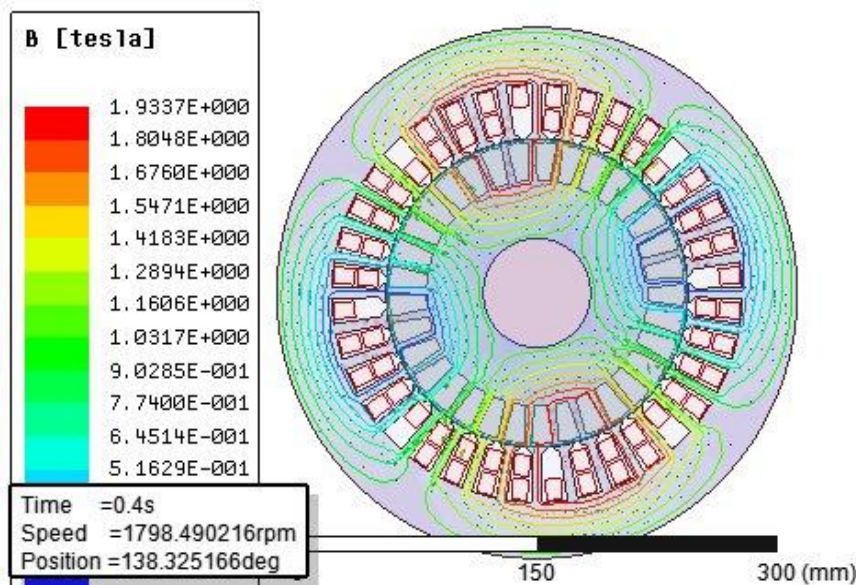 B [tesla]
1.9337E+000
1.8048E+000
1.6760E+000
1.5471E+000
1.4183E+000
1.2894E+000
1.1606E+000
1.0317E+000
9.0285E-001
7.7400E-001
6.4514E-001
5.1629E-001
Time =0.4s
Speed =1798.490216rpm
Position =138.325166deg
150 300 (mm)